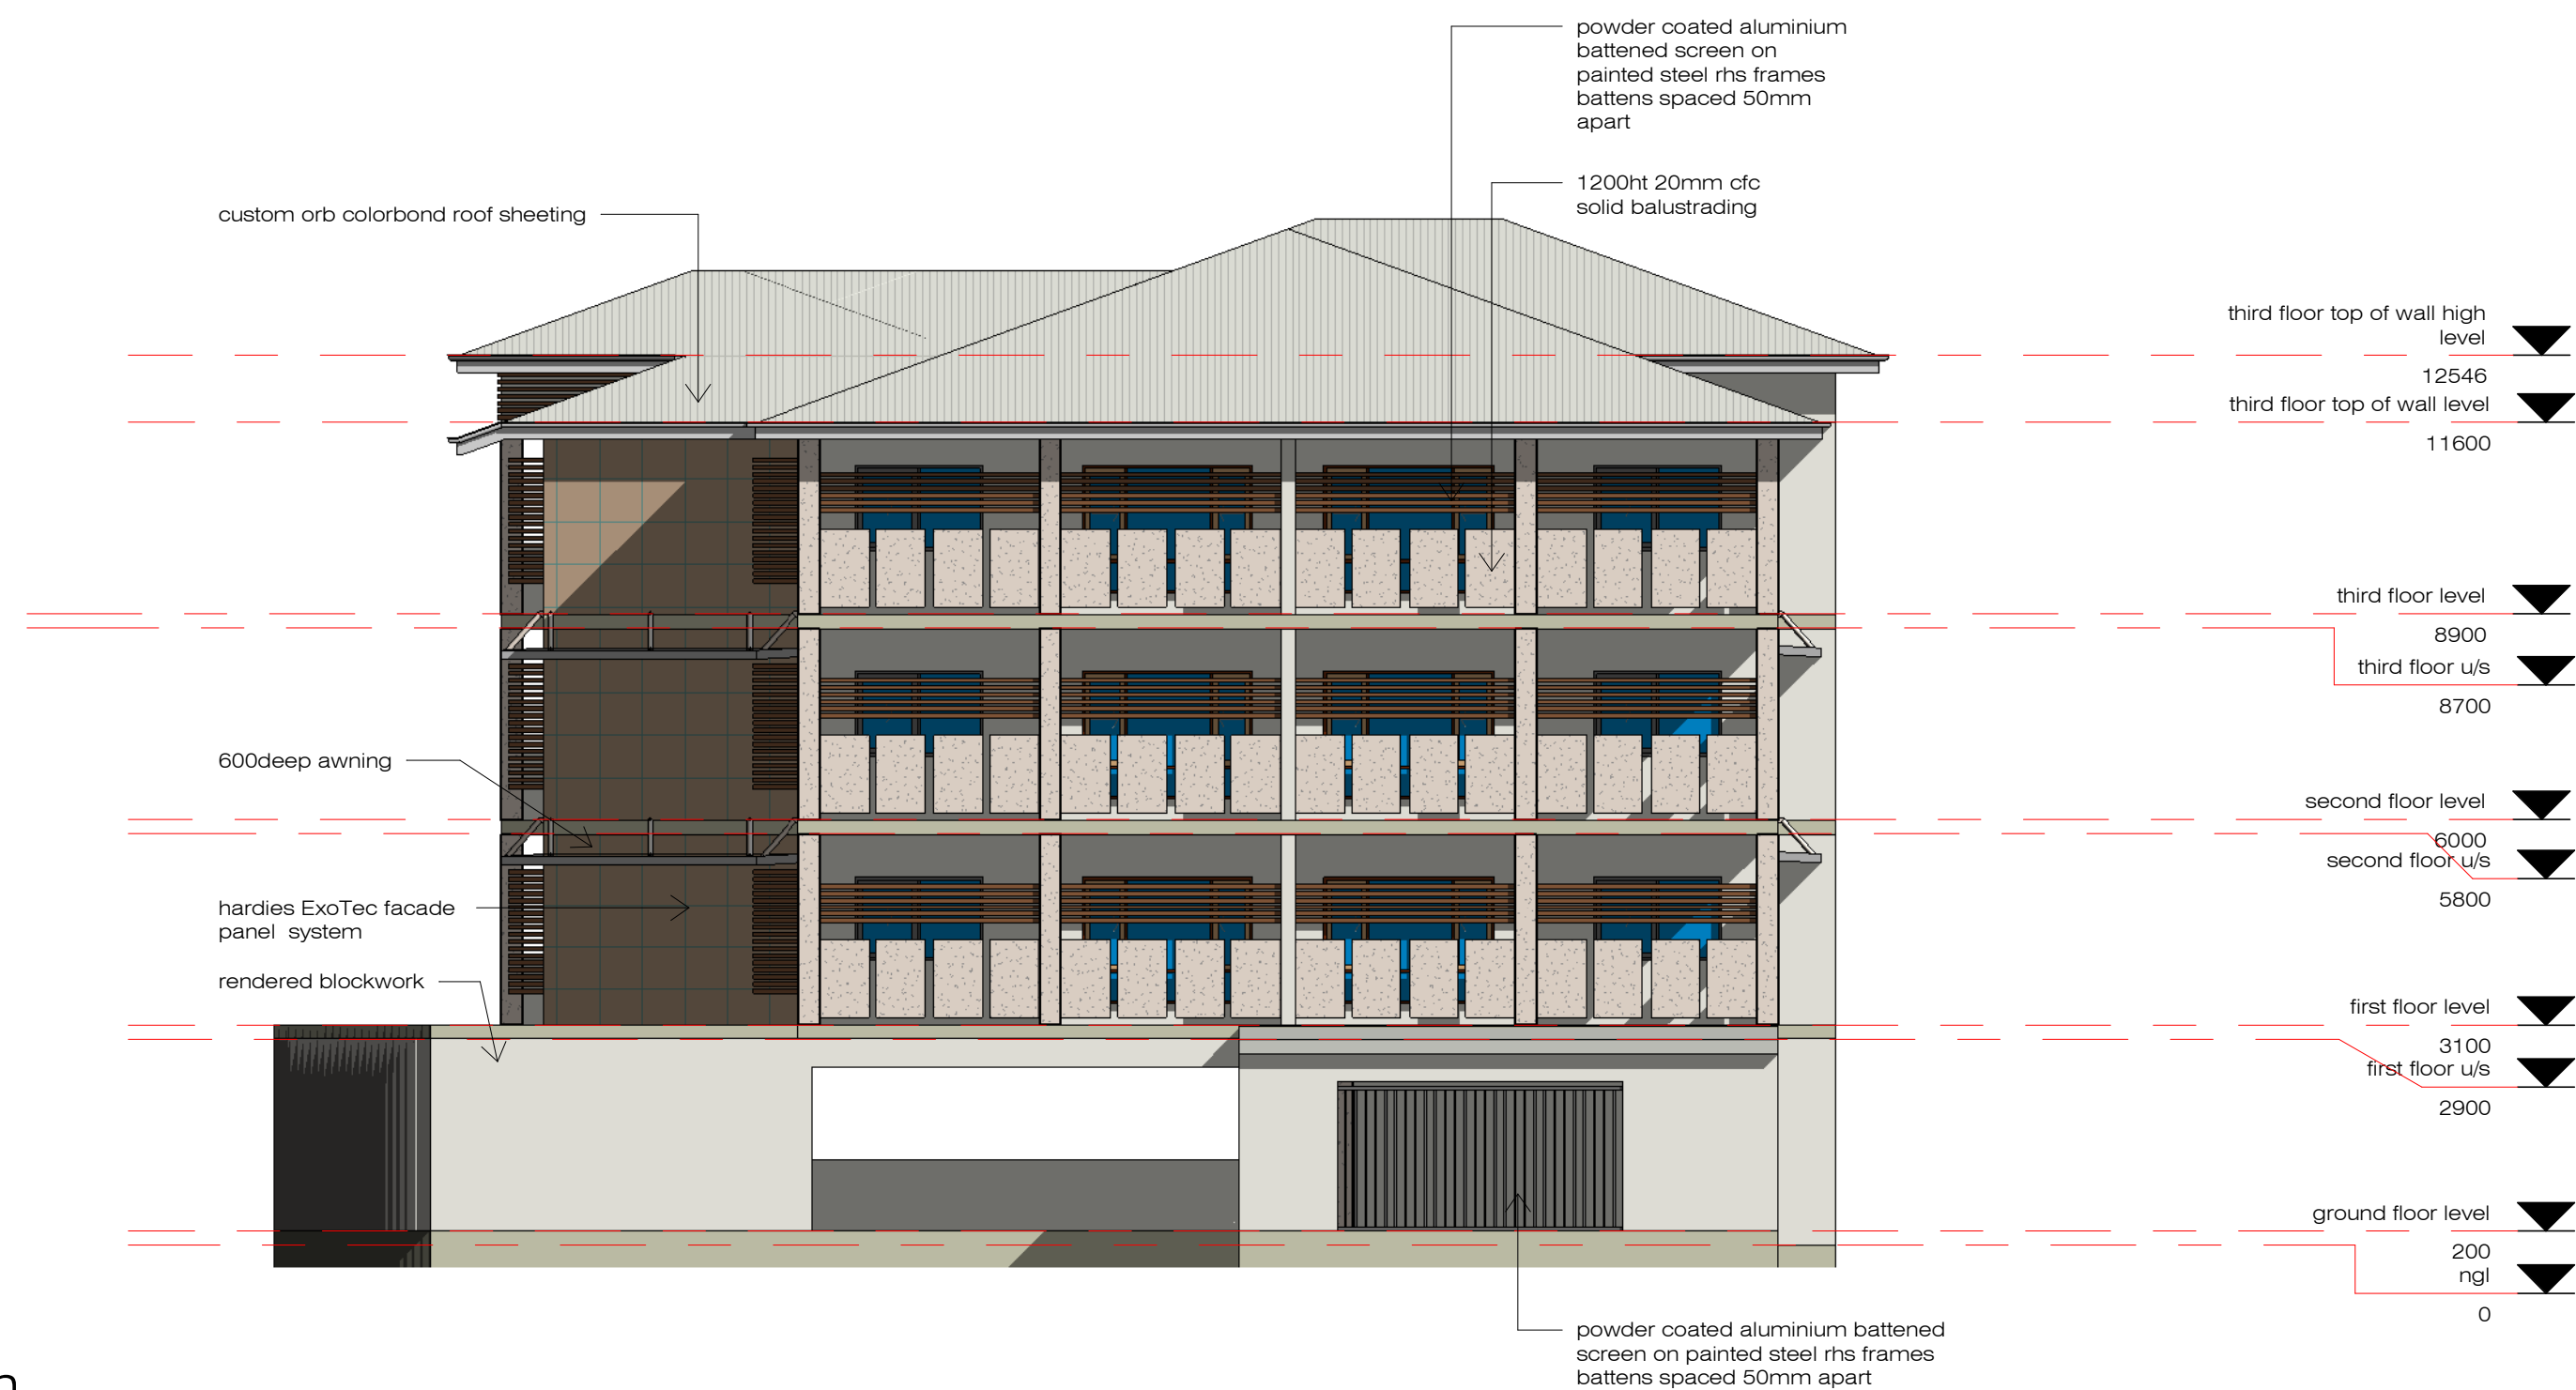 powder coated aluminium
battened screen on
painted steel rhs frames
battens spaced 50mm
apart
1200ht 20mm cfc
solid balustrading
custom orb colorbond roof sheeting
third floor top of wall high
level
12546
third floor top of wall level
11600
third floor level
8900
third floor u/s
8700
600deep awning
second floor level
6000
second floor u/s
5800
hardies ExoTec facade
panel system
rendered blockwork
first floor level
3100
first floor u/s
2900
ground floor level
200
ngl
0
powder coated aluminium battened
screen on painted steel rhs frames
battens spaced 50mm apart